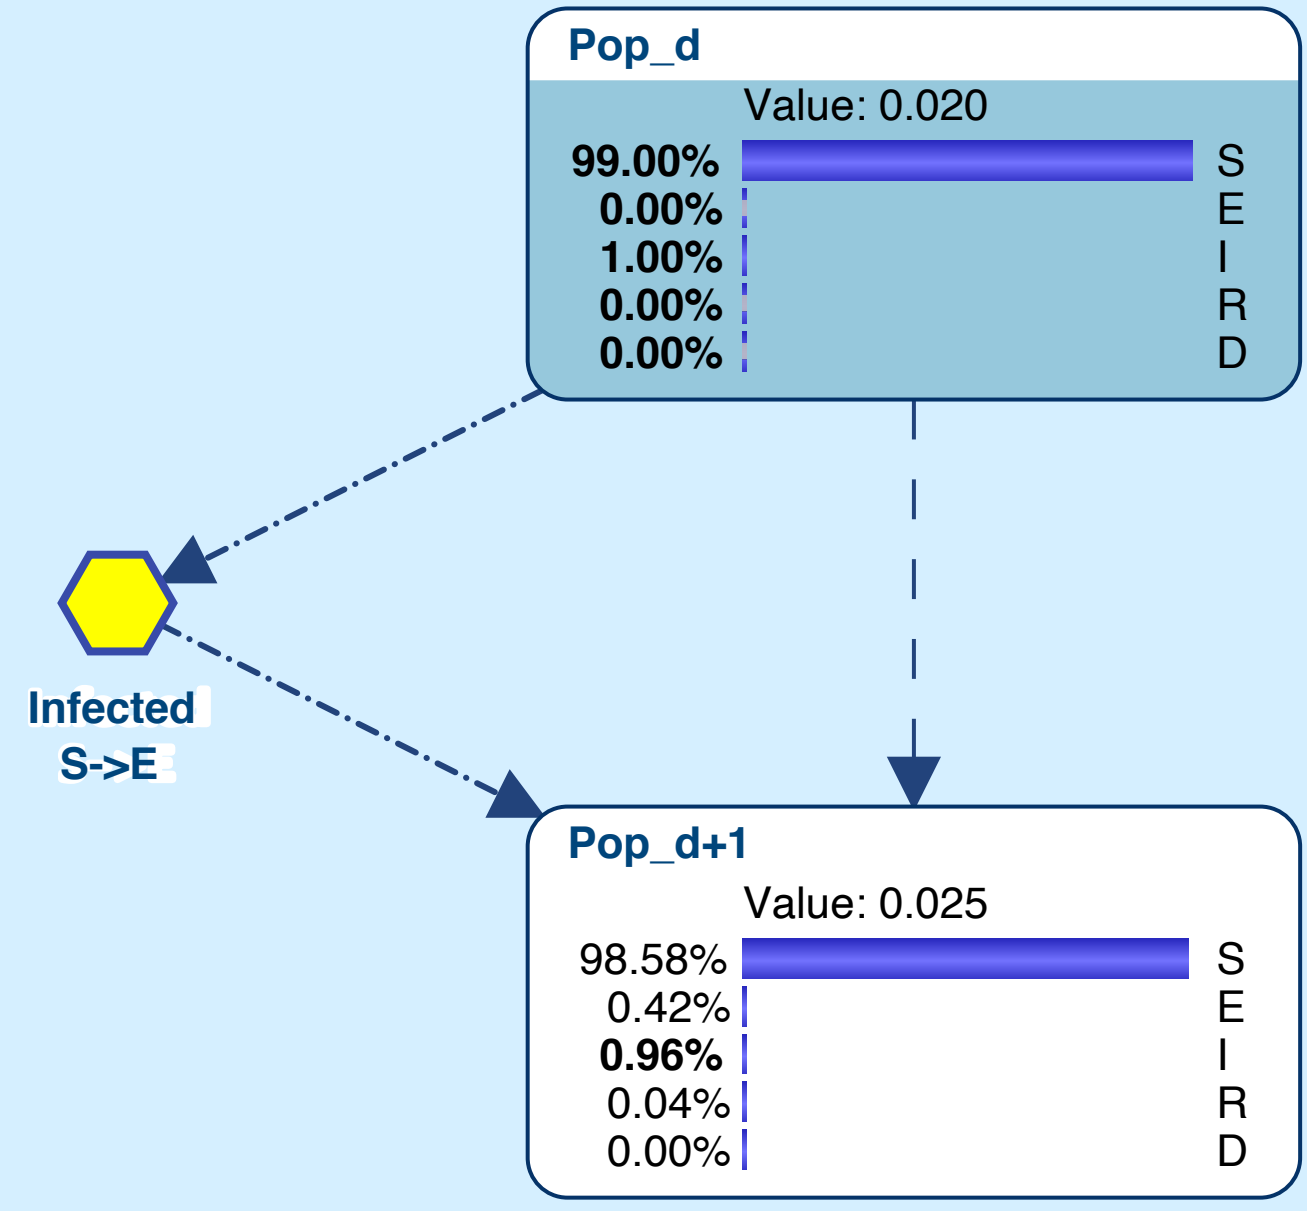 Pop_d
Value: 0.020
99.00% S
0.00% E
1.00% I
0.00% R
0.00% D
Infected
S->E
Pop_d+1
Value: 0.025
98.58% S
0.42% E
0.96% I
0.04% R
0.00% D